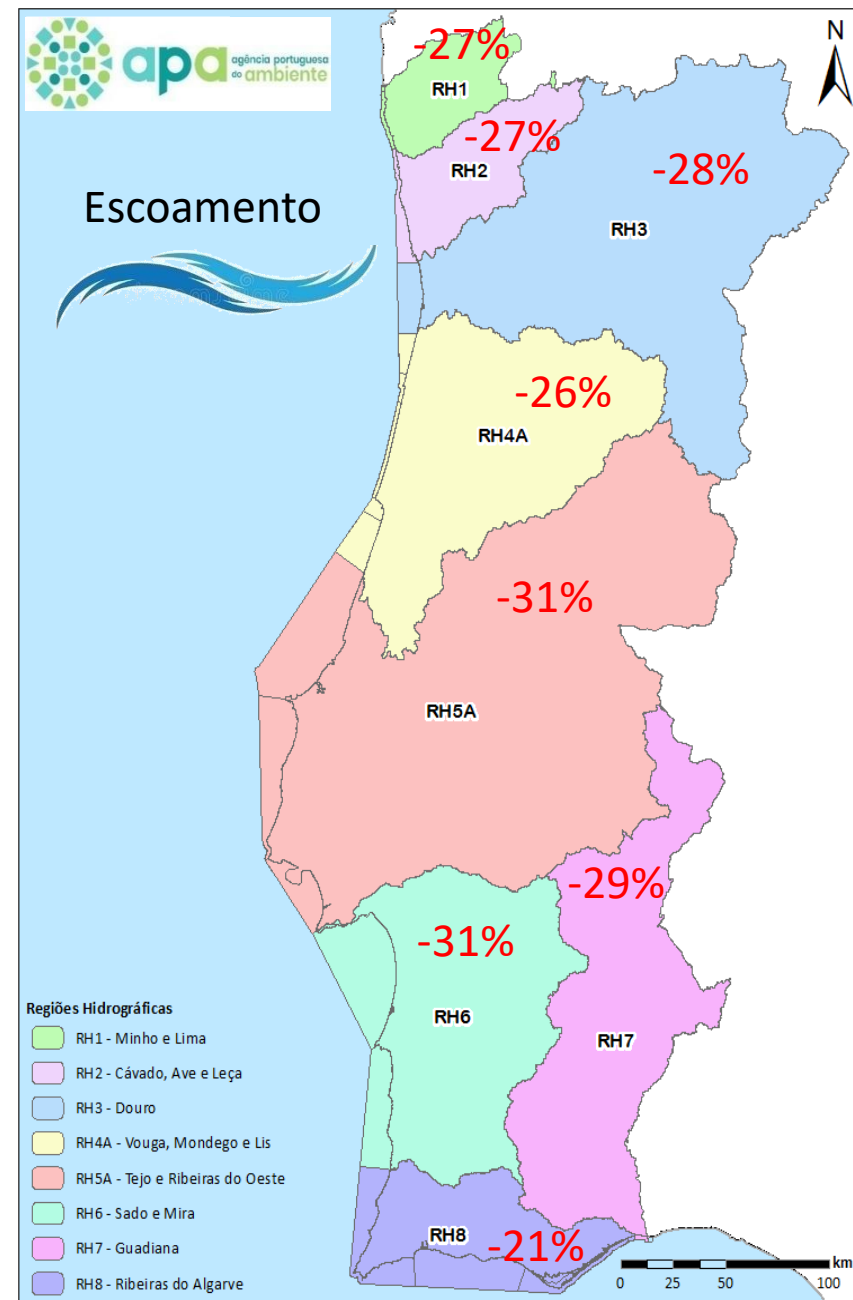 apa agência portuguesa
do ambiente
N
-27%
RH1
-27%
RH2
-28%
RH3
Escoamento
-26%
RH4A
-31%
RH5A
-29%
-31%
RH6
RH7
RH8
-21%
Regiões Hidrográficas
RH1 - Minho e Lima
RH2 - Cávado, Ave e Leça
RH3 - Douro
RH4A - Vouga, Mondego e Lis
RH5A - Tejo e Ribeiras do Oeste
RH6 - Sado e Mira
RH7 - Guadiana
RH8 - Ribeiras do Algarve
km
0 25 50 100